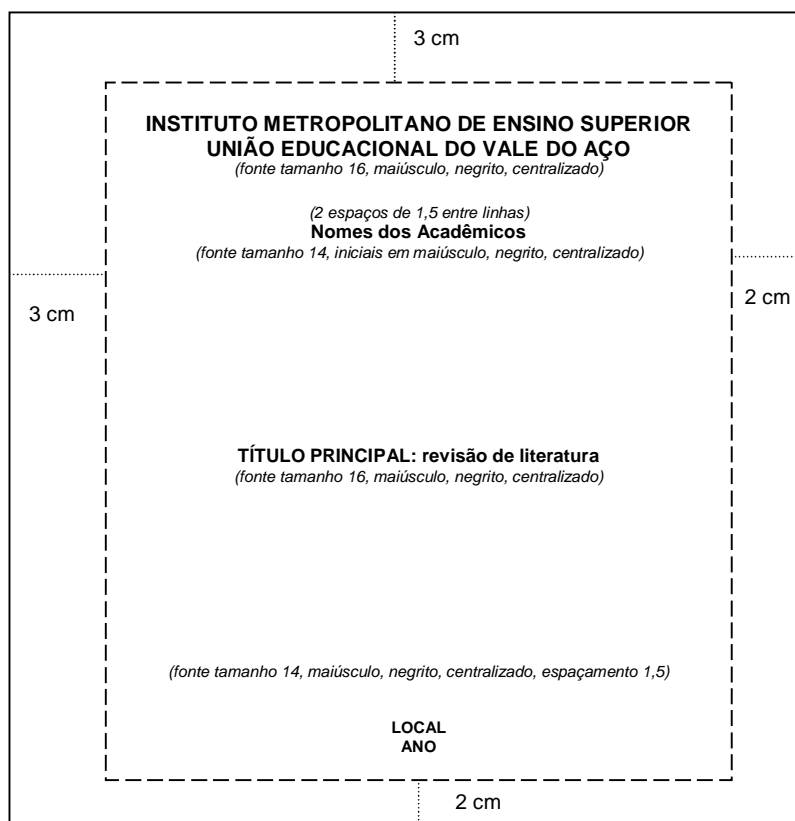 3 cm
INSTITUTO METROPOLITANO DE ENSINO SUPERIOR
UNIÃO EDUCACIONAL DO VALE DO AÇO
(fonte tamanho 16, maiúsculo, negrito, centralizado)
(2 espaços de 1,5 entre linhas)
Nomes dos Acadêmicos
(fonte tamanho 14, iniciais em maiúsculo, negrito, centralizado)
3 cm
2 cm
TÍTULO PRINCIPAL: revisão de literatura
(fonte tamanho 16, maiúsculo, negrito, centralizado)
(fonte tamanho 14, maiúsculo, negrito, centralizado, espaçamento 1,5)
LOCAL
ANO
2 cm